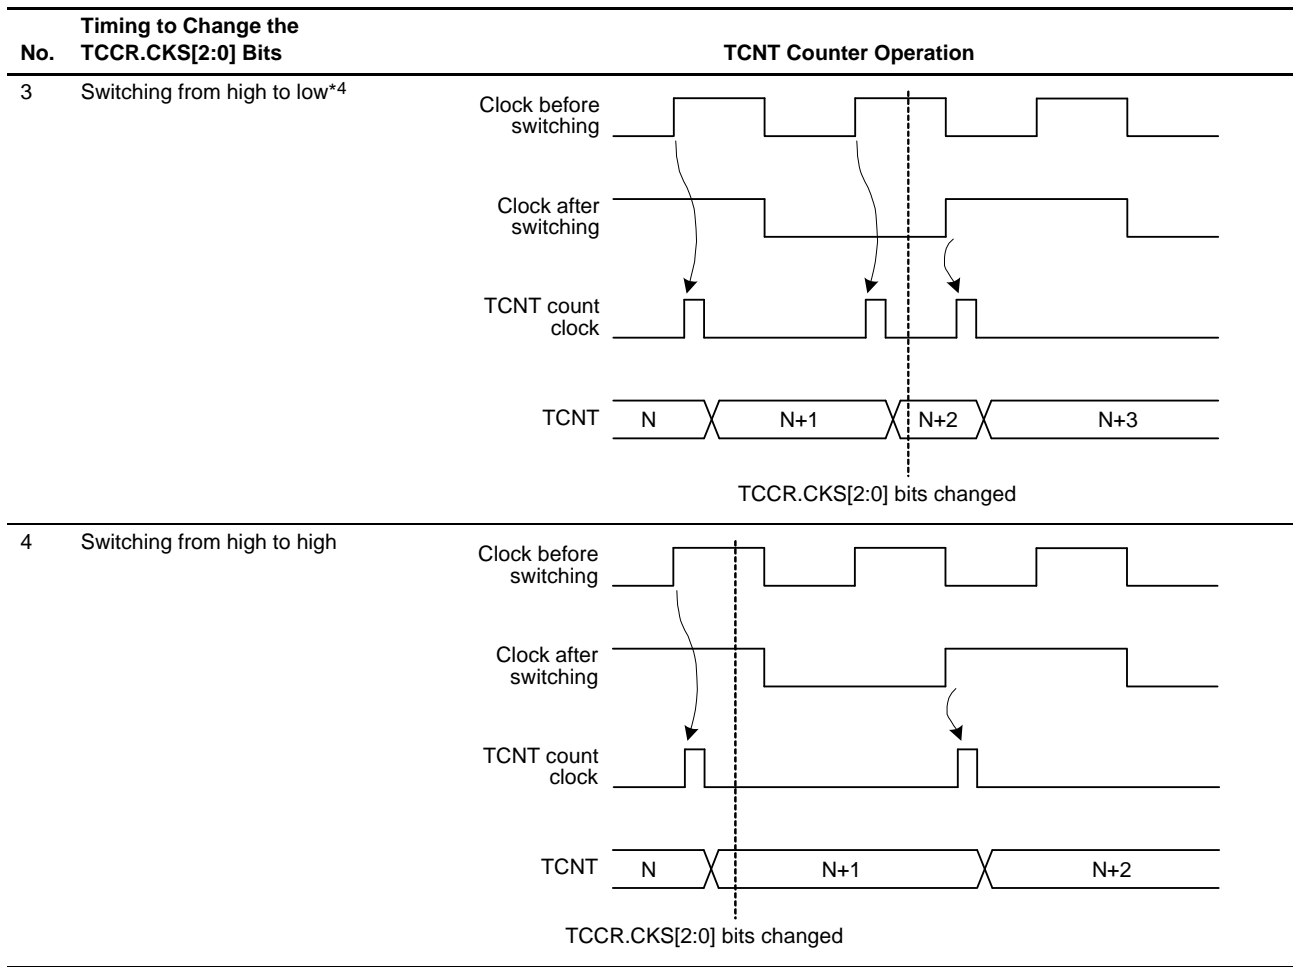 No. Timing to Change the TCCR.CKS[2:0] Bits TCNT Counter Operation
3 Switching from high to low*4
Clock before
switching
Clock after
switching
TCNT count
clock
TCNT N N+1 N+2 N+3
TCCR.CKS[2:0] bits changed
4 Switching from high to high
Clock before
switching
Clock after
switching
TCNT count
clock
TCNT N N+1 N+2
TCCR.CKS[2:0] bits changed